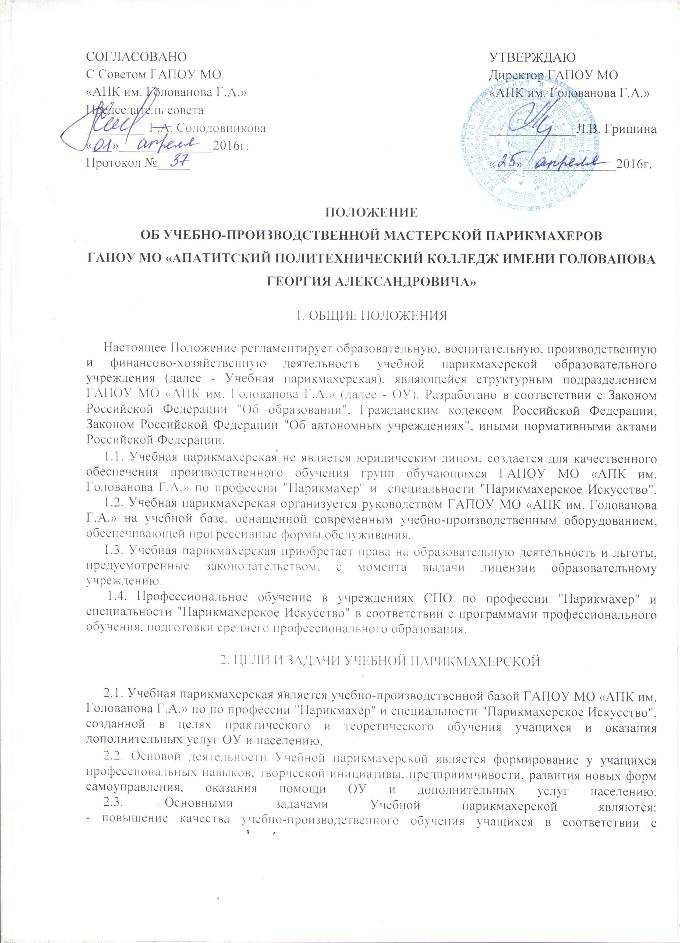 СОГЛАСОВАНО
С Советом ГАПОУ МО
«АПК им. Голованова Г.А.»
Председатель совета
Г.А. Солодовникова
«01» апреля 2016г.
Протокол № 37
УТВЕРЖДАЮ
Директор ГАПОУ МО
«АПК им. Голованова Г.А.»
Л.В. Гришина
«25» апреля 2016г.
ПОЛОЖЕНИЕ
ОБ УЧЕБНО-ПРОИЗВОДСТВЕННОЙ МАСТЕРСКОЙ ПАРИКМАХЕРОВ
ГАПОУ МО «АПАТИТСКИЙ ПОЛИТЕХНИЧЕСКИЙ КОЛЛЕДЖ ИМЕНИ ГОЛОВАНОВА
ГЕОРГИЯ АЛЕКСАНДРОВИЧА»
1. ОБЩИЕ ПОЛОЖЕНИЯ
Настоящее Положение регламентирует образовательную, воспитательную, производственную
и финансово-хозяйственную деятельность учебной парикмахерской образовательного
учреждения (далее - Учебная парикмахерская), являющейся структурным подразделением
ГАПОУ МО «АПК им. Голованова Г.А.» (далее - ОУ). Разработано в соответствии с Законом
Российской Федерации "Об образовании", Гражданским кодексом Российской Федерации,
Законом Российской Федерации "Об автономных учреждениях", иными нормативными актами
Российской Федерации.
1.1. Учебная парикмахерская не является юридическим лицом, создается для качественного
обеспечения производственного обучения групп обучающихся ГАПОУ МО «АПК им.
Голованова Г.А.» по профессии "Парикмахер" и специальности "Парикмахерское Искусство".
1.2. Учебная парикмахерская организуется руководством ГАПОУ МО «АПК им. Голованова
Г.А.» на учебной базе, оснащенной современным учебно-производственным оборудованием,
обеспечивающей прогрессивные формы обслуживания.
1.3. Учебная парикмахерская приобретает права на образовательную деятельность и льготы,
предусмотренные законодательством, с момента выдачи лицензии образовательному
учреждению.
1.4. Профессиональное обучение в учреждениях СПО по профессии "Парикмахер" и
специальности "Парикмахерское Искусство" в соответствии с программами профессионального
обучения, подготовки среднего профессионального образования.
2. ЦЕЛИ И ЗАДАЧИ УЧЕБНОЙ ПАРИКМАХЕРСКОЙ
2.1. Учебная парикмахерская является учебно-производственной базой ГАПОУ МО «АПК им.
Голованова Г.А.» по по профессии "Парикмахер" и специальности "Парикмахерское Искусство",
созданной в целях практического и теоретического обучения учащихся и оказания
дополнительных услуг ОУ и населению.
2.2. Основой деятельности Учебной парикмахерской является формирование у учащихся
профессиональных навыков, творческой инициативы, предприимчивости, развития новых форм
самоуправления, оказания помощи ОУ и дополнительных услуг населению.
2.3. Основными задачами Учебной парикмахерской являются:
- повышение качества учебно-производственного обучения учащихся в соответствии с